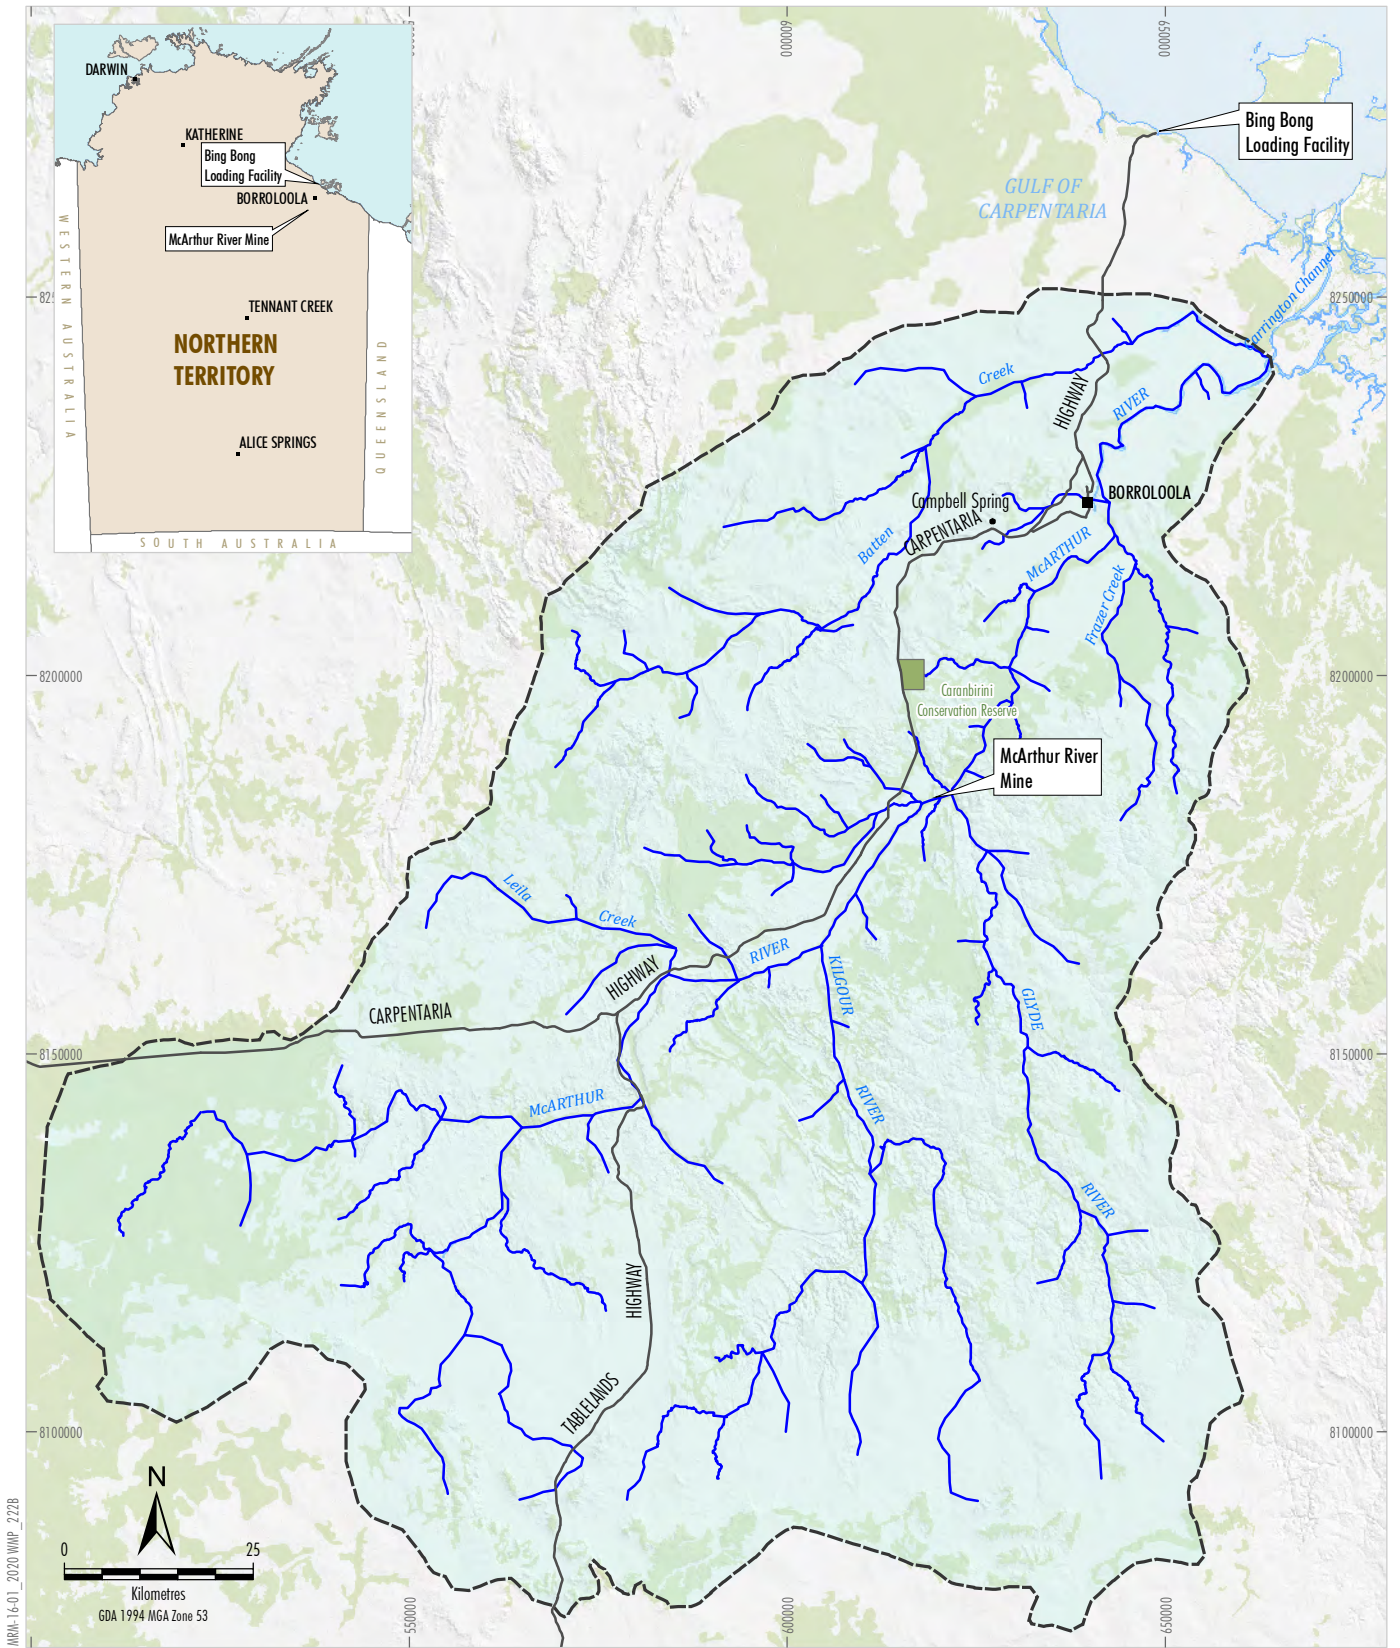 DARWIN
KATHERINE
Bing Bong
Loading Facility
BORROLOOLA
McArthur River Mine
TENNANT CREEK
NORTHERN
TERRITORY
ALICE SPRINGS
WESTERN AUSTRALIA
QUEENSLAND
SOUTH AUSTRALIA
600000
650000
Bing Bong
Loading Facility
GULF OF
CARPENTARIA
8250000
Carrington Channel
Creek
HIGHWAY
RIVER
BORROLOOLA
Campbell Spring
CARPENTARIA
Batten
McARTHUR
Frazer Creek
8200000
8200000
Caranbirini
Conservation Reserve
McArthur River
Mine
Leila
Creek
RIVER
HIGHWAY
KILGOUR
GLYDE
CARPENTARIA
8150000
8150000
McARTHUR
RIVER
RIVER
HIGHWAY
TABLELANDS
8100000
8100000
N
0 25
Kilometres
GDA 1994 MGA Zone 53
550000
600000
650000
MRM-16-01_2020 WMP_222B